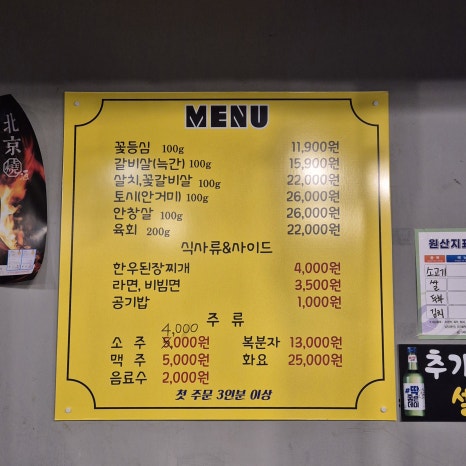 MENU
꽃등심 100g 11,900원
갈비살(늑간) 100g 15,900원
살치,꽃갈비살 100g 22,000원
토시(안거미) 100g 26,000원
안창살 100g 26,000원
육회 200g 22,000원
식사류&사이드
한우된장찌개 4,000원
라면, 비빔면 3,500원
공기밥 1,000원
주 류
4,000
소 주 5,000원 복분자 13,000원
맥 주 5,000원 화요 25,000원
음료수 2,000원
첫 주문 3인분 이상
北京
원산지표
소고기
쌀
김치
추가